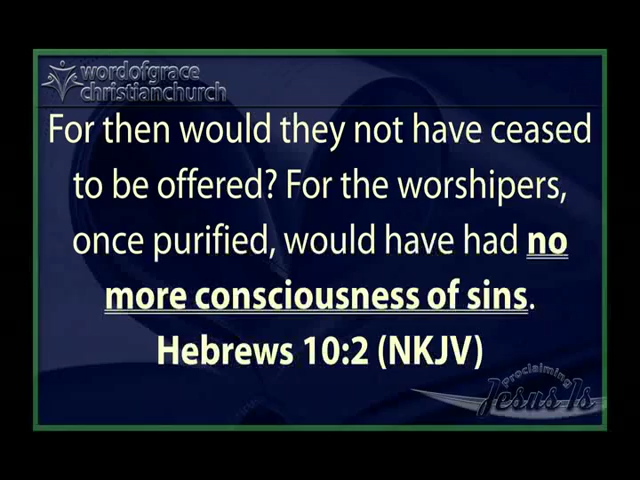 wordofgrace
christianchurch
For then would they not have ceased
to be offered? For the worshipers,
once purified, would have had no
more consciousness of sins.
Hebrews 10:2 (NKJV)
Proclaiming
Jesus Is